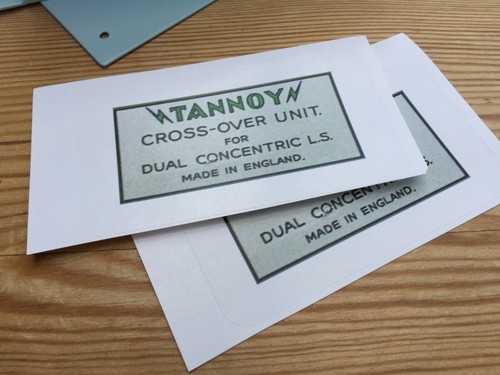 TANNOY
CROSS-OVER UNIT.
FOR
DUAL CONCENTRIC L.S.
MADE IN ENGLAND.
DUAL CONCENTRIC L.S.
MADE IN ENGLAND.